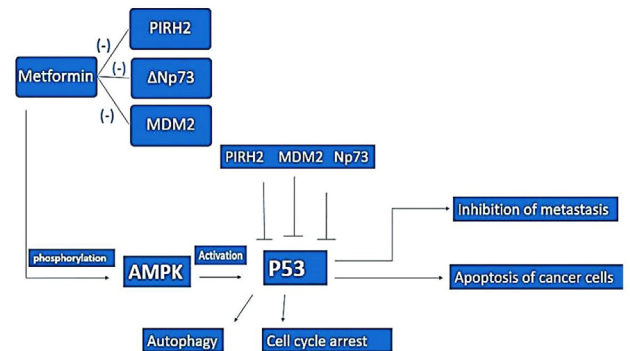 PIRH2
(-)
Metformin
(-)
ΔNp73
(-)
MDM2
PIRH2 MDM2 Np73
Inhibition of metastasis
phosphorylation
Activation
AMPK
P53
Apoptosis of cancer cells
Autophagy
Cell cycle arrest